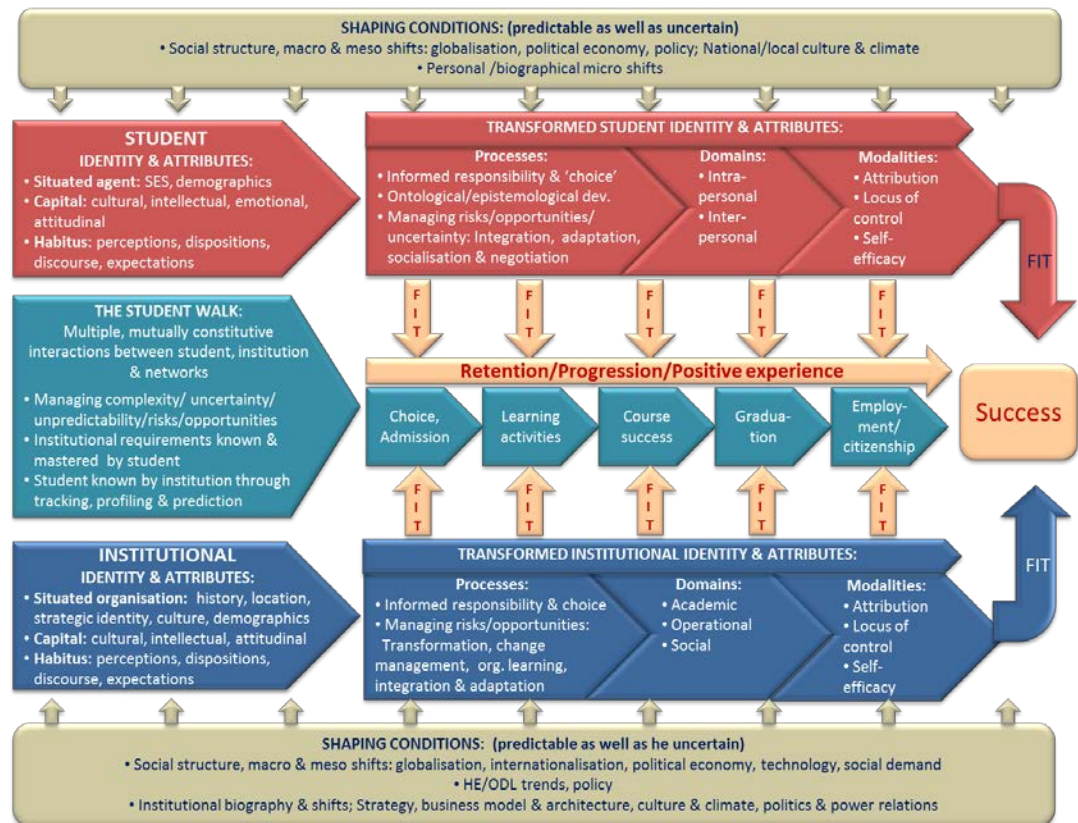 SHAPING CONDITIONS: (predictable as well as uncertain)
• Social structure, macro & meso shifts: globalisation, political economy, policy; National/local culture & climate
• Personal /biographical micro shifts
STUDENT
IDENTITY & ATTRIBUTES:
• Situated agent: SES, demographics
• Capital: cultural, intellectual, emotional,
attitudinal
• Habitus: perceptions, dispositions,
discourse, expectations
TRANSFORMED STUDENT IDENTITY & ATTRIBUTES:
Processes:
• Informed responsibility & ‘choice’
• Ontological/epistemological dev.
• Managing risks/opportunities/
uncertainty: Integration, adaptation,
socialisation & negotiation
Domains:
• Intra-
personal
• Inter-
personal
Modalities:
• Attribution
• Locus of
control
• Self-
efficacy
FIT
THE STUDENT WALK:
Multiple, mutually constitutive
interactions between student, institution
& networks
• Managing complexity/ uncertainty/
unpredictability/risks/opportunities
• Institutional requirements known &
mastered by student
• Student known by institution through
tracking, profiling & prediction
FIT
FIT
FIT
FIT
FIT
Retention/Progression/Positive experience
Choice,
Admission
Learning
activities
Course
success
Gradua-
tion
Employ-
ment/
citizenship
Success
FIT
FIT
FIT
FIT
FIT
INSTITUTIONAL
IDENTITY & ATTRIBUTES:
• Situated organisation: history, location,
strategic identity, culture, demographics
• Capital: cultural, intellectual, attitudinal
• Habitus: perceptions, dispositions,
discourse, expectations
TRANSFORMED INSTITUTIONAL IDENTITY & ATTRIBUTES:
Processes:
• Informed responsibility & choice
• Managing risks/opportunities:
Transformation, change
management, org. learning,
integration & adaptation
Domains:
• Academic
• Operational
• Social
Modalities:
• Attribution
• Locus of
control
• Self-
efficacy
FIT
SHAPING CONDITIONS: (predictable as well as he uncertain)
• Social structure, macro & meso shifts: globalisation, internationalisation, political economy, technology, social demand
• HE/ODL trends, policy
• Institutional biography & shifts; Strategy, business model & architecture, culture & climate, politics & power relations